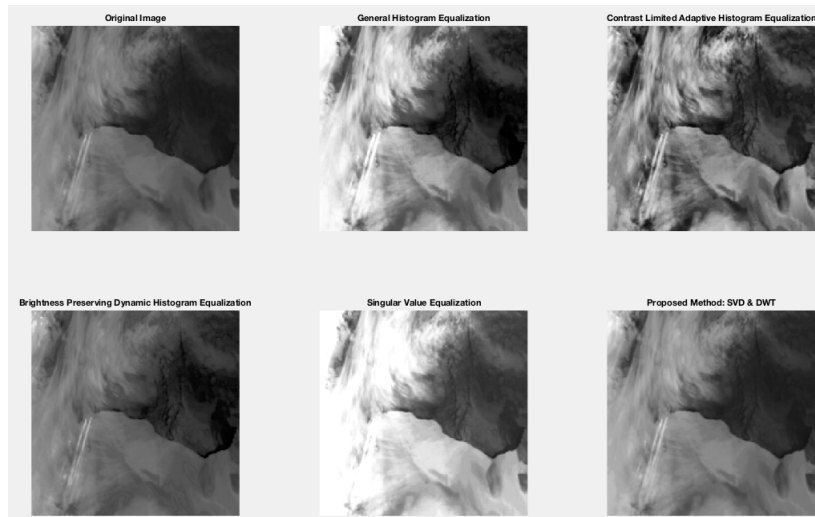 Original Image
General Histogram Equalization
Contrast Limited Adaptive Histogram Equalization
Brightness Preserving Dynamic Histogram Equalization
Singular Value Equalization
Proposed Method: SVD & DWT